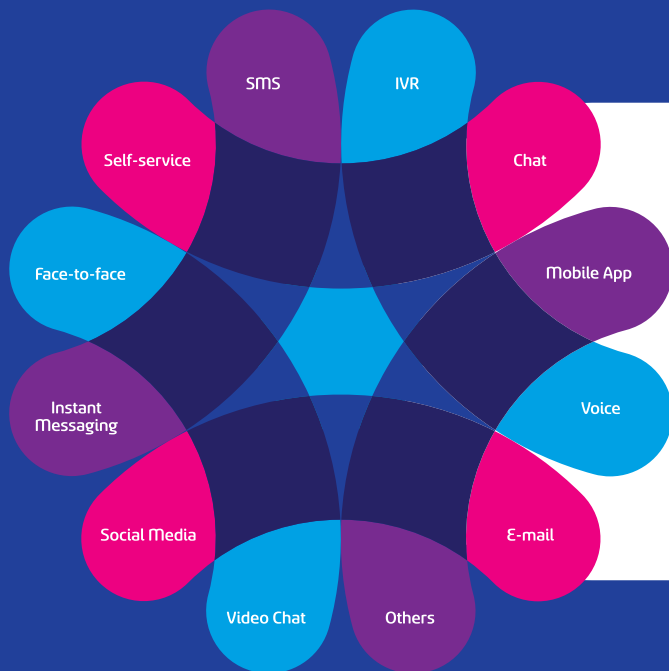 SMS
IVR
Self-service
Chat
Face-to-face
Mobile App
Instant
Messaging
Voice
Social Media
E-mail
Video Chat
Others